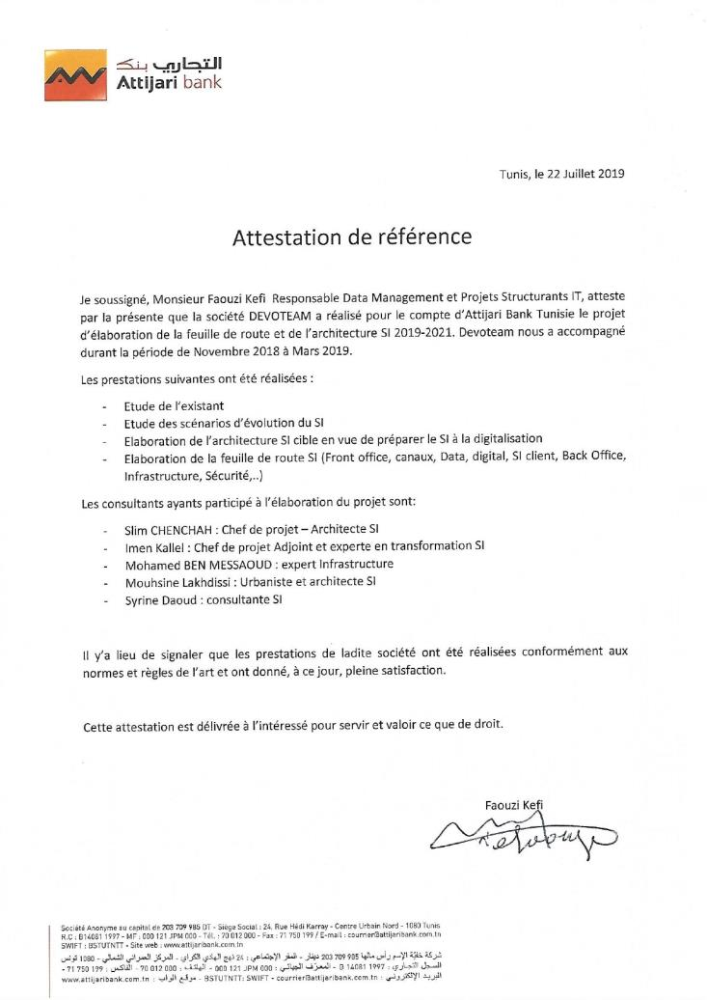 التجاري بنك
Attijari bank
Tunis, le 22 Juillet 2019
Attestation de référence
Je soussigné, Monsieur Faouzi Kefi Responsable Data Management et Projets Structurants IT, atteste
par la présente que la société DEVOTEAM a réalisé pour le compte d'Attijari Bank Tunisie le projet
d'élaboration de la feuille de route et de l'architecture SI 2019-2021. Devoteam nous a accompagné
durant la période de Novembre 2018 à Mars 2019.
Les prestations suivantes ont été réalisées :
- Etude de l'existant
- Etude des scénarios d'évolution du SI
- Elaboration de l'architecture SI cible en vue de préparer le SI à la digitalisation
- Elaboration de la feuille de route SI (Front office, canaux, Data, digital, SI client, Back Office,
Infrastructure, Sécurité,..)
Les consultants ayants participé à l'élaboration du projet sont:
- Slim CHENCHAH : Chef de projet – Architecte SI
- Imen Kallel : Chef de projet Adjoint et experte en transformation SI
- Mohamed BEN MESSAOUD : expert Infrastructure
- Mouhsine Lakhdissi : Urbaniste et architecte SI
- Syrine Daoud : consultante SI
Il y'a lieu de signaler que les prestations de ladite société ont été réalisées conformément aux
normes et règles de l'art et ont donné, à ce jour, pleine satisfaction.
Cette attestation est délivrée à l'intéressé pour servir et valoir ce que de droit.
Faouzi Kefi
Société Anonyme au capital de 203 709 985 DT - Siège Social : 24, Rue Hédi Karray - Centre Urbain Nord - 1080 Tunis
R.C : B14081 1997 - MF : 000 121 JPM 000 - Tél. : 70 012 000 - Fax : 71 750 199 / E-mail : courrier@attijaribank.com.tn
SWIFT : BSTUTNTT - Site web : www.attijaribank.com.tn
شركة خفيّة الإسم رأس مالها 985 709 203 دينار - المقر الإجتماعي : 24 نهج الهادي الكراي - المركز العمراني الشمالي - 1080 تونس
السجل التجاري : B 14081 1997 - المعرّف الجبائي : 000 121 JPM 000 - الهاتف : 000 012 70 - الفاكس : 199 750 71 -
البريد الإلكتروني : courrier@attijaribank.com.tn - BSTUTNTT: SWIFT - موقع الواب : www.attijaribank.com.tn